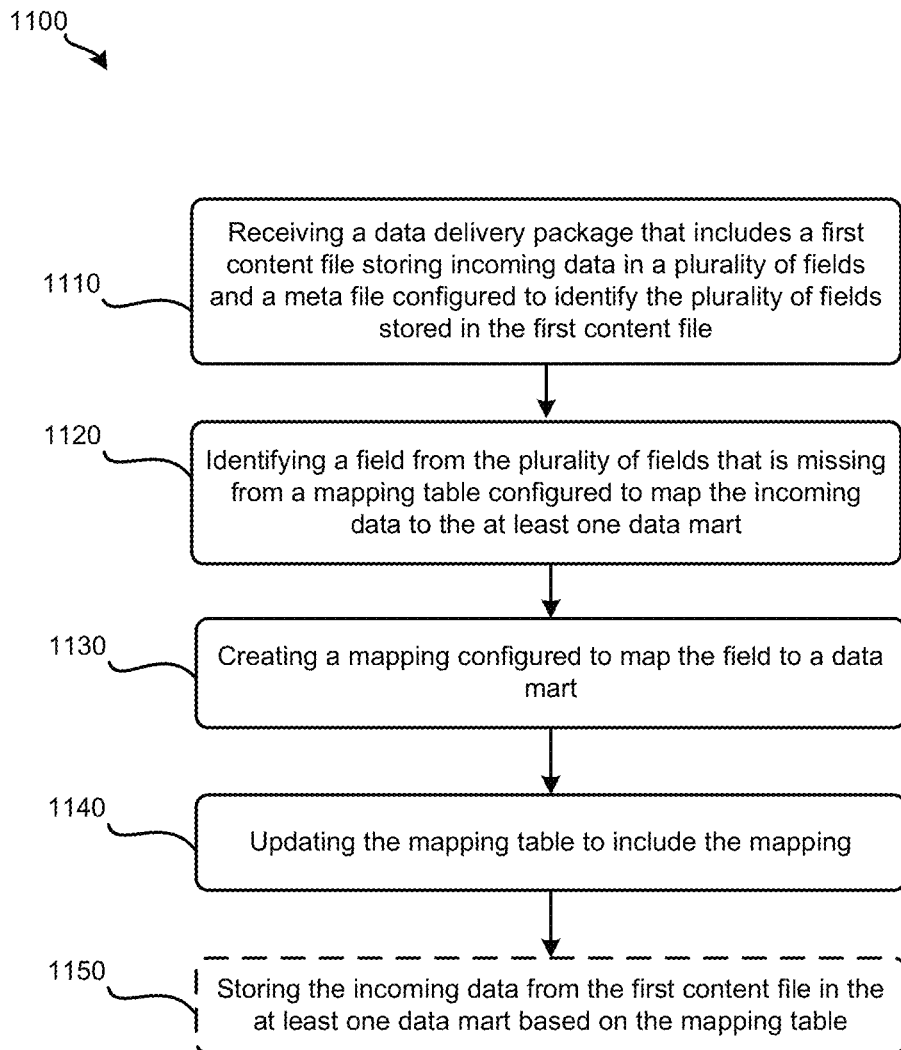 1100
1110
Receiving a data delivery package that includes a first
content file storing incoming data in a plurality of fields
and a meta file configured to identify the plurality of fields
stored in the first content file
1120
Identifying a field from the plurality of fields that is missing
from a mapping table configured to map the incoming
data to the at least one data mart
1130
Creating a mapping configured to map the field to a data
mart
1140
Updating the mapping table to include the mapping
1150
Storing the incoming data from the first content file in the
at least one data mart based on the mapping table